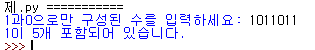 제.py ===========
1과0으로만 구성된 수를 입력하세요: 1011011
1이 5개 포함되어 있습니다.
>>>